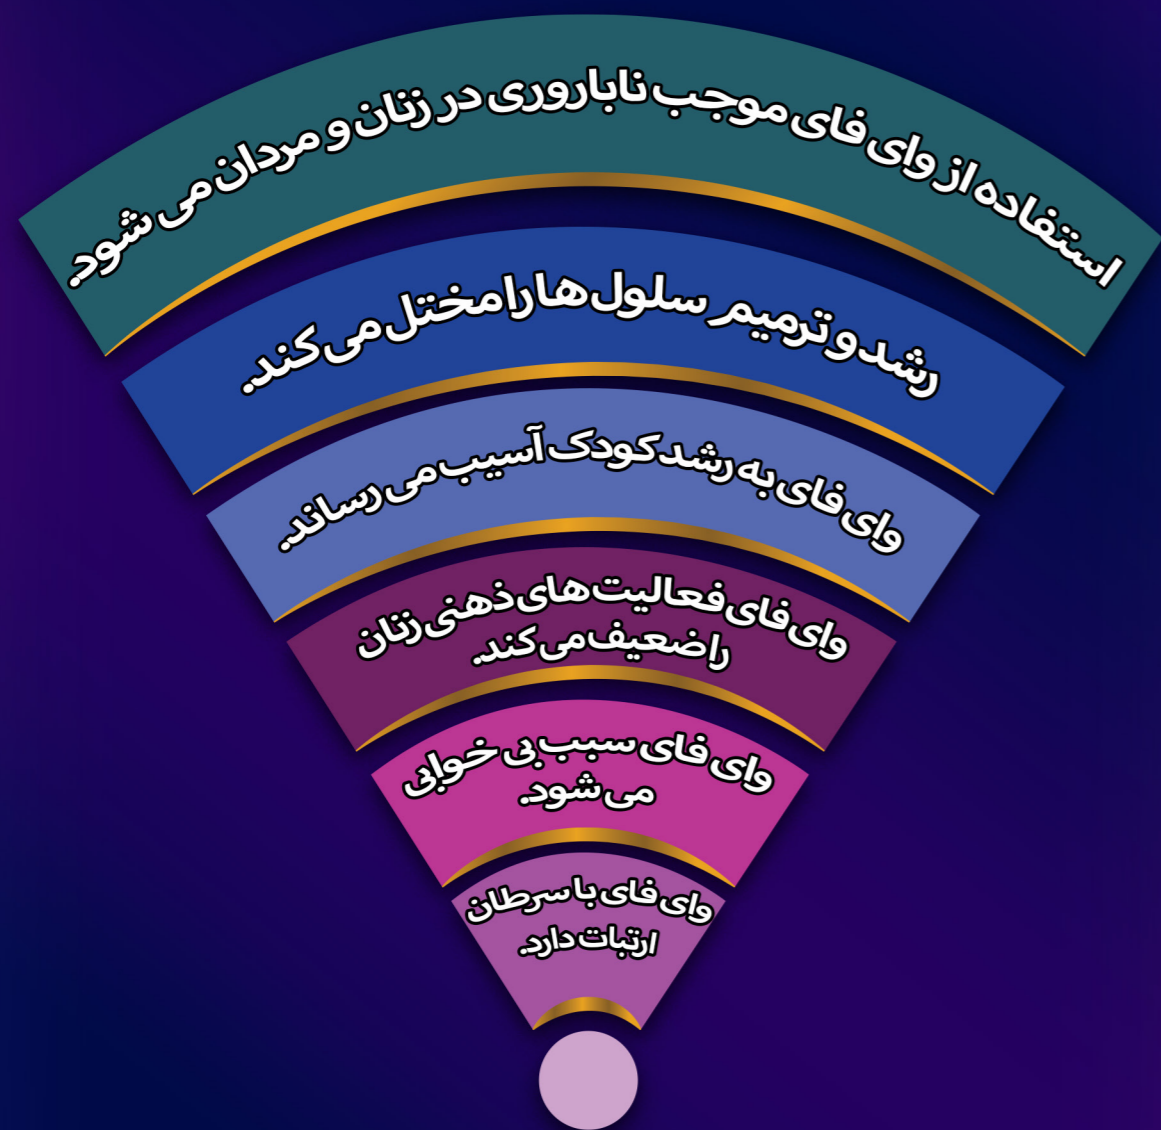 استفاده از وای فای موجب ناباروری در زنان و مردان می شود.
رشد و ترمیم سلول ها را مختل می کند.
وای فای به رشد کودک آسیب می رساند.
وای فای فعالیت های ذهنی زنان
را ضعیف می کند.
وای فای سبب بی خوابی
می شود.
وای فای با سرطان
ارتبات دارد.